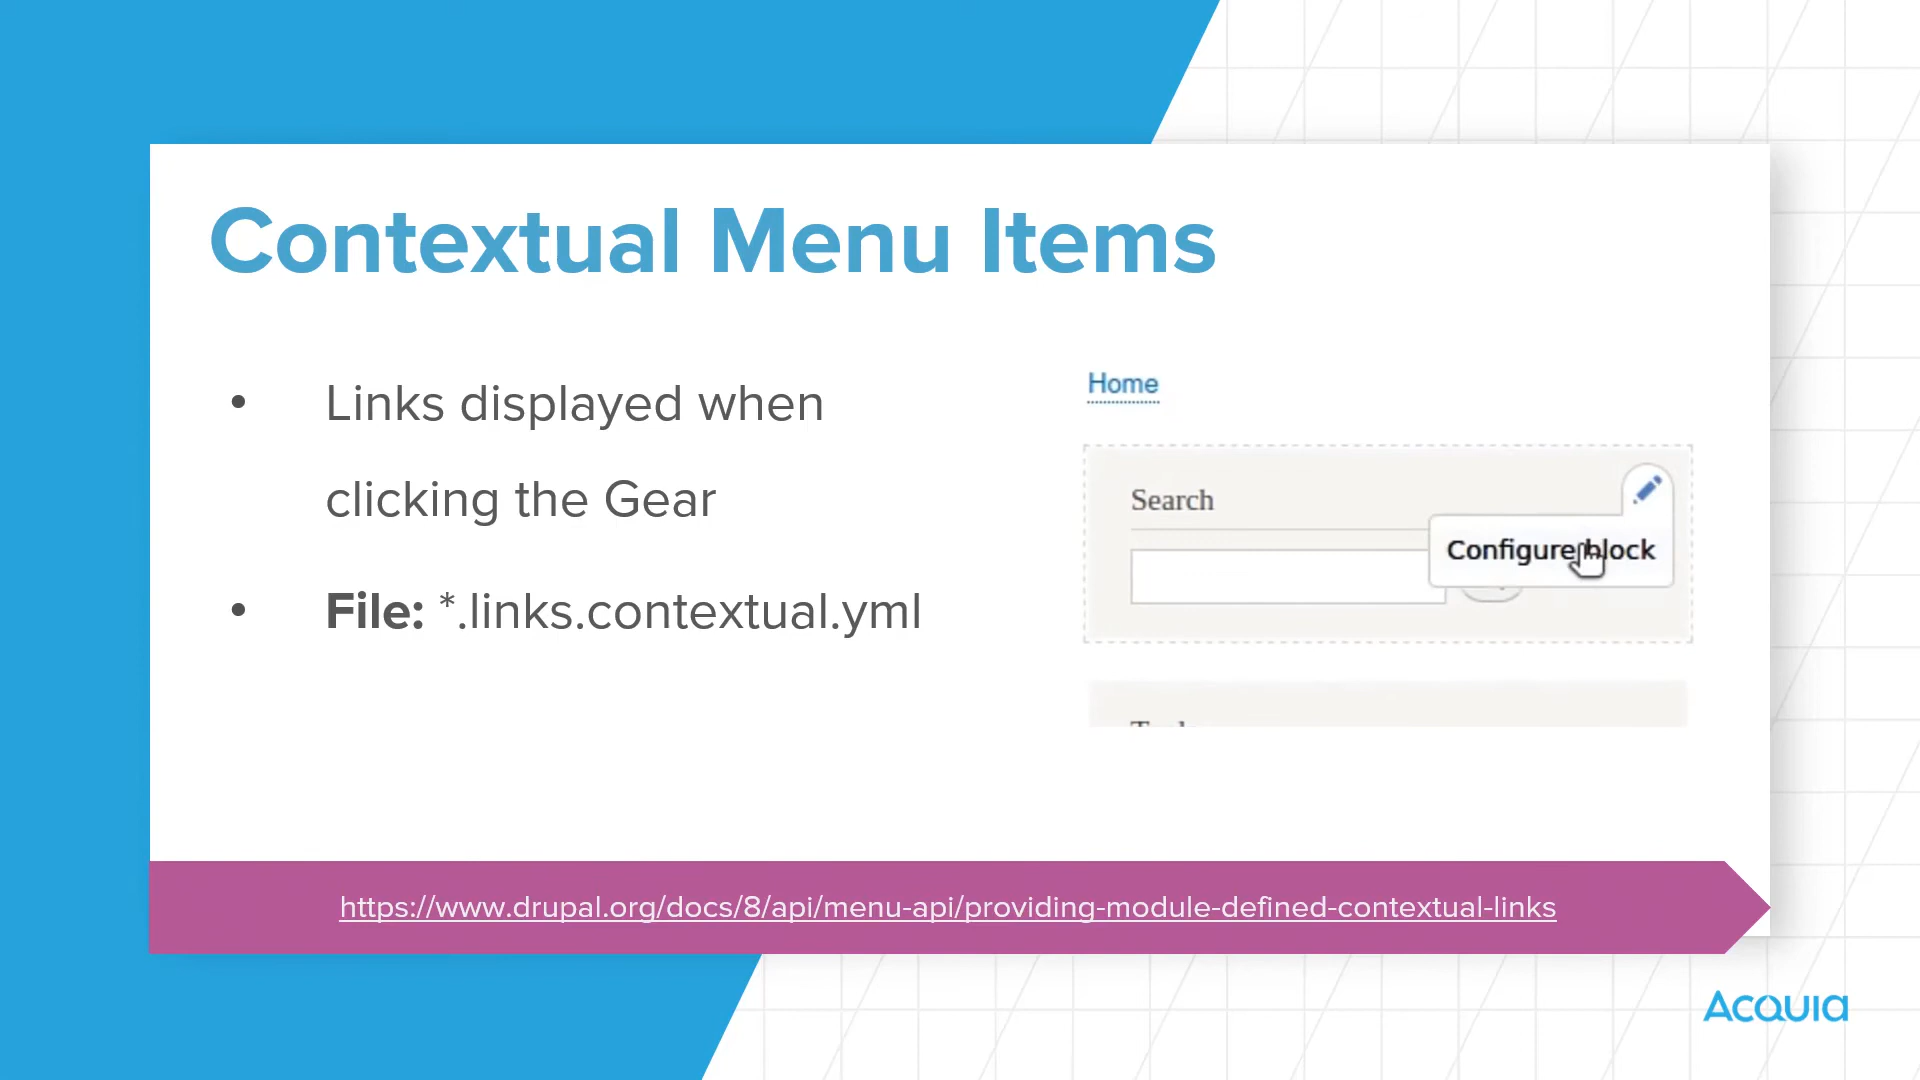 Contextual Menu Items
• Links displayed when
clicking the Gear
• File: *.links.contextual.yml
Home
Search
Configure block
https://www.drupal.org/docs/8/api/menu-api/providing-module-defined-contextual-links
Acquia